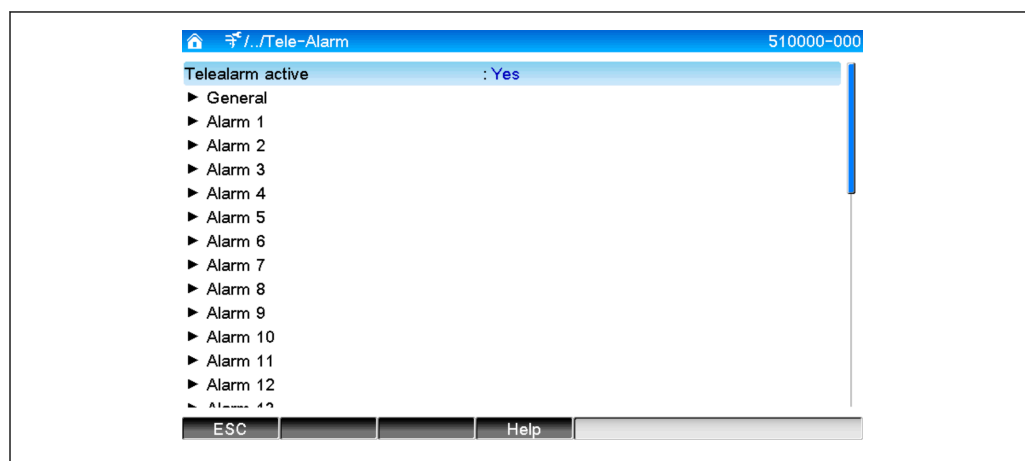 /../Tele-Alarm 510000-000
Telealarm active : Yes
► General
► Alarm 1
► Alarm 2
► Alarm 3
► Alarm 4
► Alarm 5
► Alarm 6
► Alarm 7
► Alarm 8
► Alarm 9
► Alarm 10
► Alarm 11
► Alarm 12
ESC Help